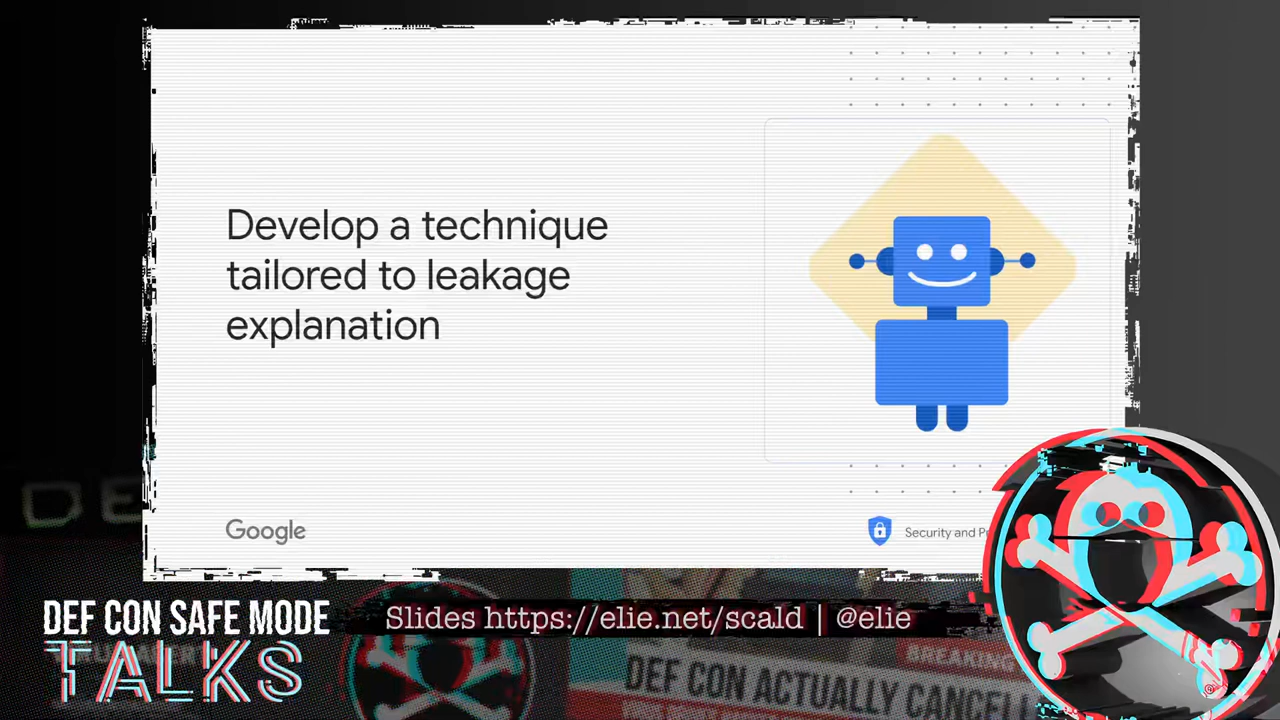 Develop a technique
tailored to leakage
explanation
Google
Security and
DEF CON SAFE MODE
TALKS
Slides https://elie.net/scald | @elie
BREAKING
DEF CON ACTUALLY